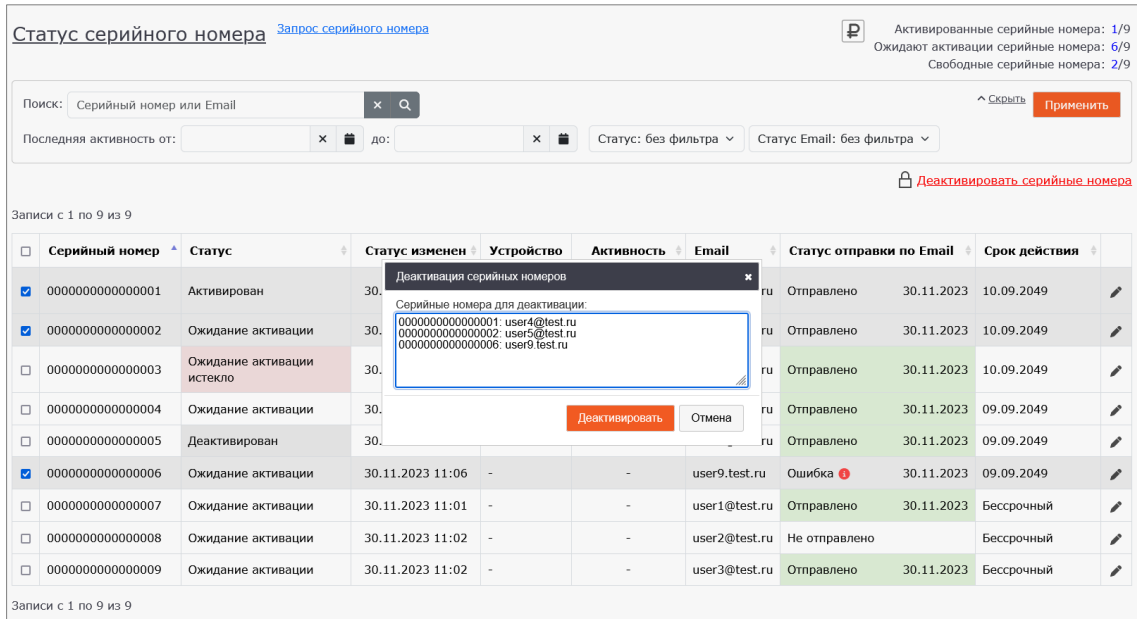 Статус серийного номера Запрос серийного номера
Активированные серийные номера: 1/9
Ожидают активации серийные номера: 6/9
Свободные серийные номера: 2/9
Поиск: Серийный номер или Email Скрыть Применить
Последняя активность от: до: Статус: без фильтра Статус Email: без фильтра
Деактивировать серийные номера
Записи с 1 по 9 из 9
Серийный номер Статус Статус изменен Устройство Активность Email Статус отправки по Email Срок действия
Деактивация серийных номеров
Серийные номера для деактивации:
0000000000000001: user4@test.ru
0000000000000002: user5@test.ru
0000000000000006: user9.test.ru
Деактивировать Отмена
0000000000000001 Активирован 30. ru Отправлено 30.11.2023 10.09.2049
0000000000000002 Ожидание активации 30. ru Отправлено 30.11.2023 10.09.2049
0000000000000003 Ожидание активации истекло 30. ru Отправлено 30.11.2023 10.09.2049
0000000000000004 Ожидание активации 30. ru Отправлено 30.11.2023 09.09.2049
0000000000000005 Деактивирован 30. ru Отправлено 30.11.2023 09.09.2049
0000000000000006 Ожидание активации 30.11.2023 11:06 - - user9.test.ru Ошибка 30.11.2023 09.09.2049
0000000000000007 Ожидание активации 30.11.2023 11:01 - - user1@test.ru Отправлено 30.11.2023 Бессрочный
0000000000000008 Ожидание активации 30.11.2023 11:02 - - user2@test.ru Не отправлено Бессрочный
0000000000000009 Ожидание активации 30.11.2023 11:02 - - user3@test.ru Отправлено 30.11.2023 Бессрочный
Записи с 1 по 9 из 9